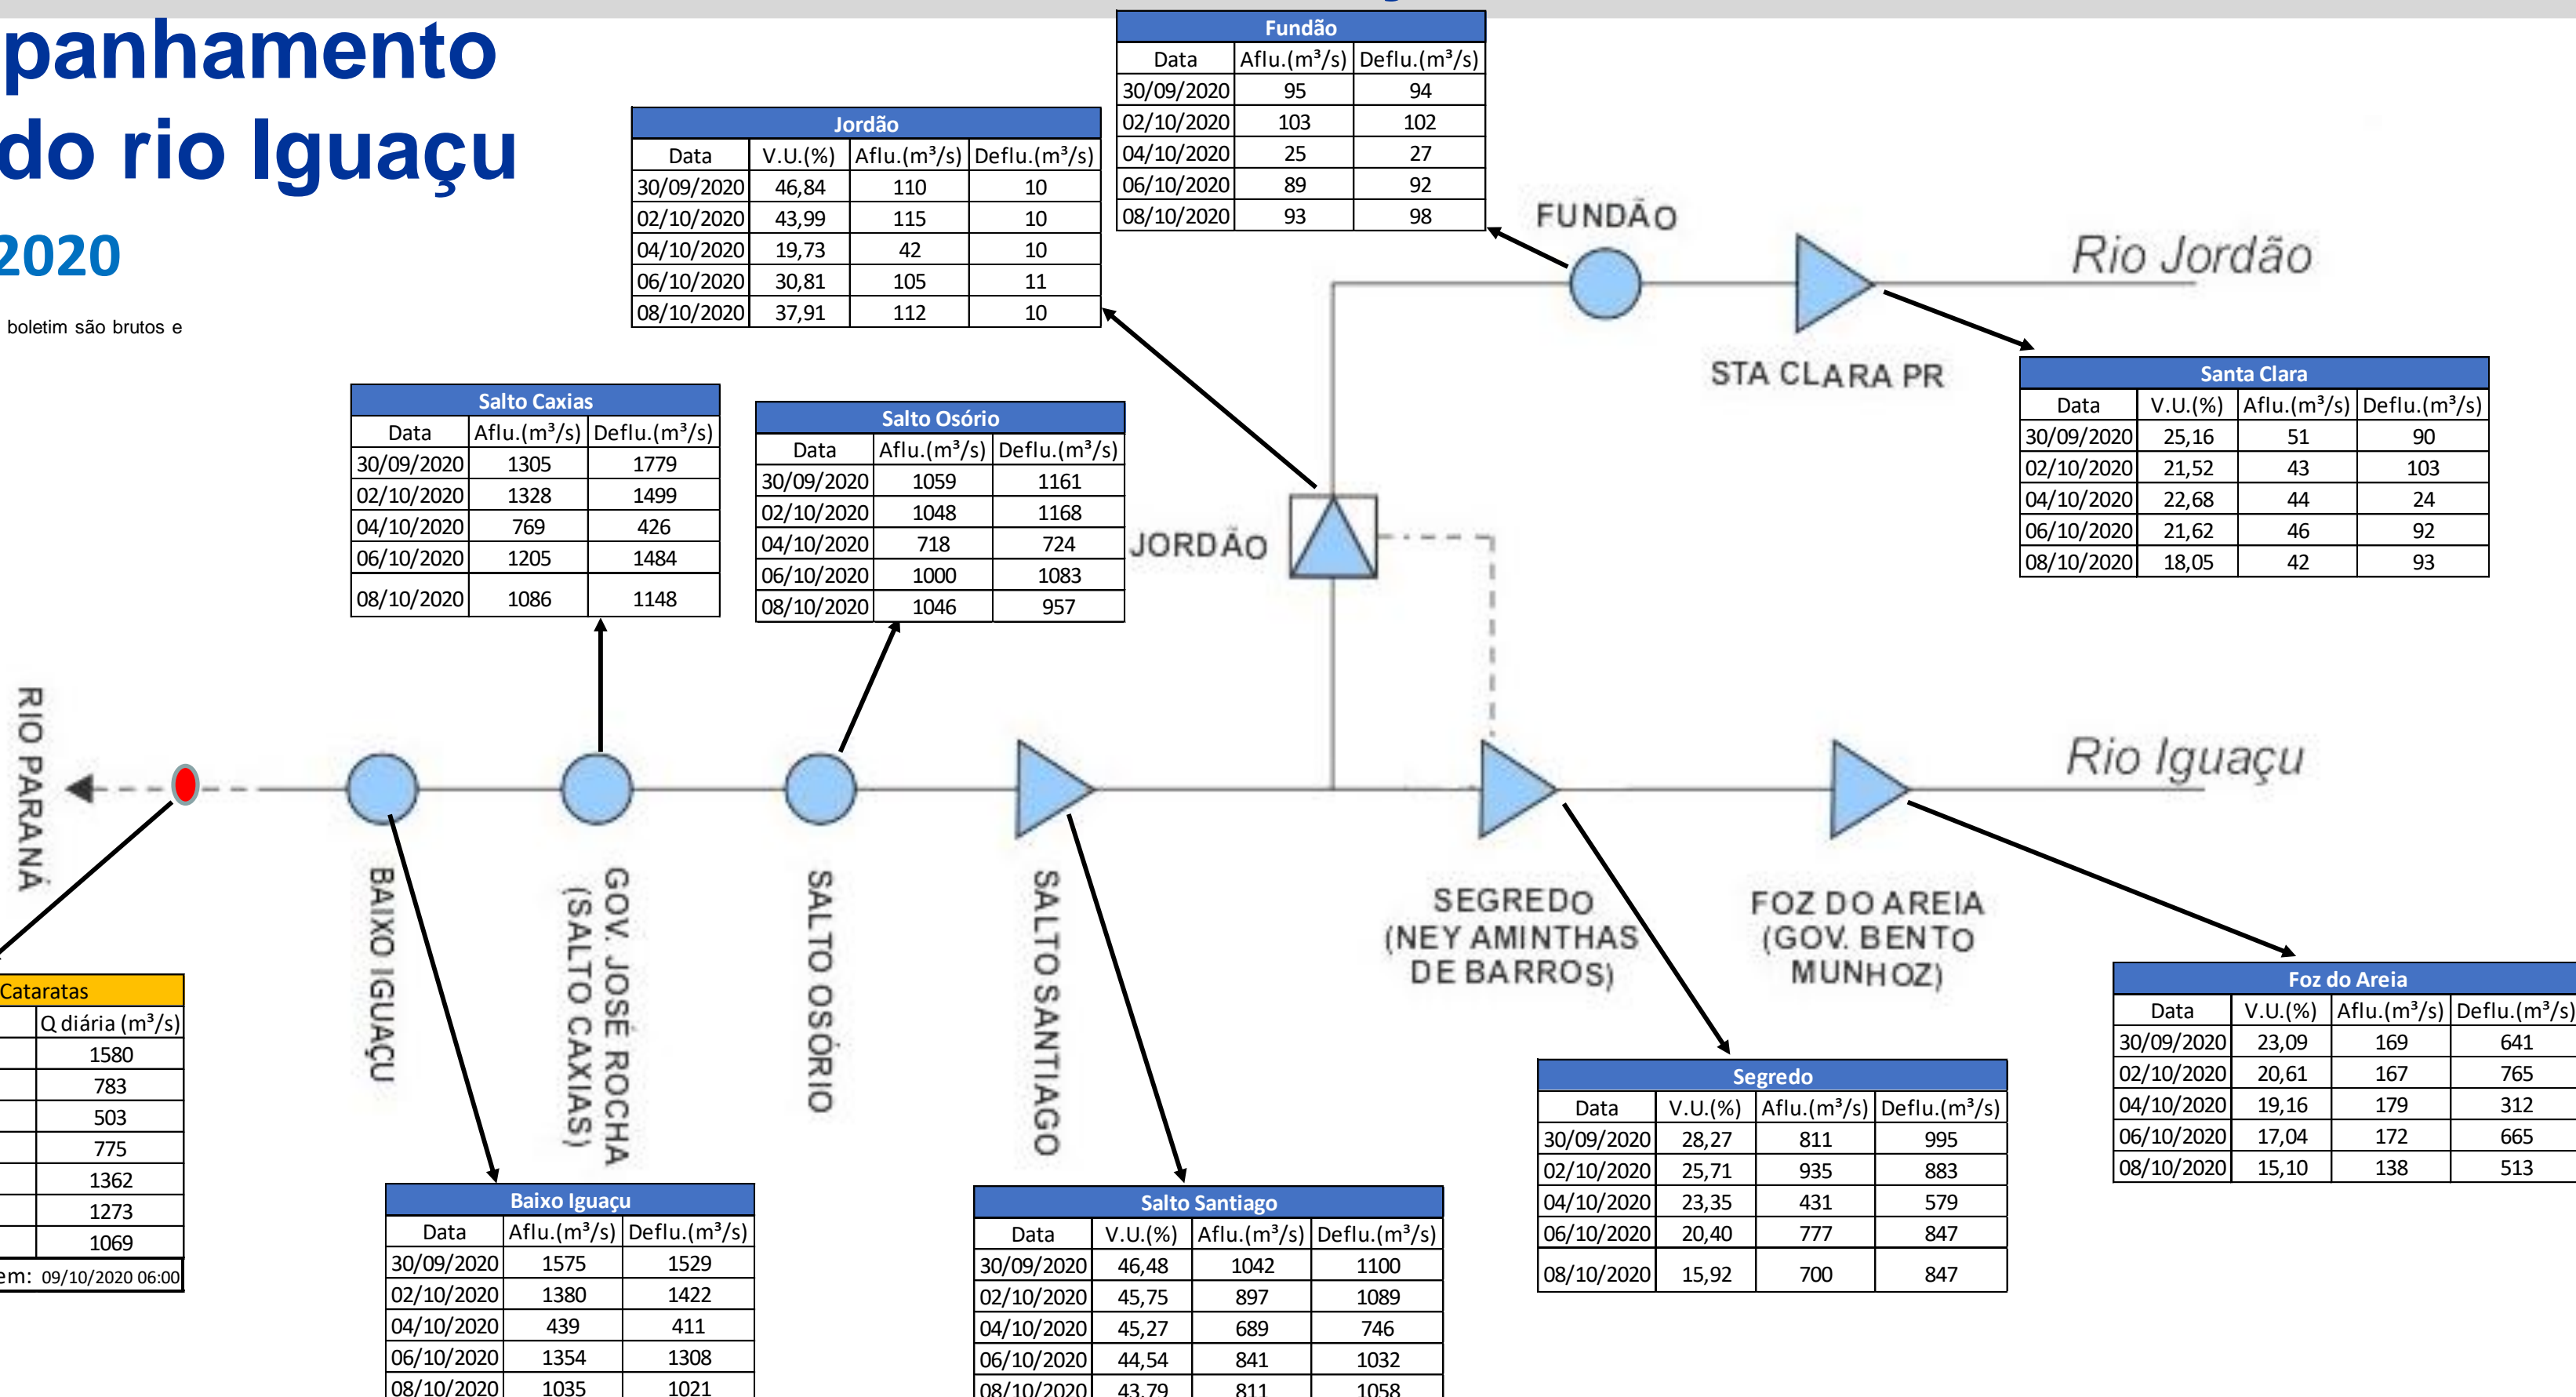 panhamento
do rio Iguaçu
2020
boletim são brutos e
Fundão
Data Aflu.(m³/s) Deflu.(m³/s)
30/09/2020 95 94
02/10/2020 103 102
04/10/2020 25 27
06/10/2020 89 92
08/10/2020 93 98
Jordão
Data V.U.(%) Aflu.(m³/s) Deflu.(m³/s)
30/09/2020 46,84 110 10
02/10/2020 43,99 115 10
04/10/2020 19,73 42 10
06/10/2020 30,81 105 11
08/10/2020 37,91 112 10
FUNDÃO
Rio Jordão
STA CLARA PR
Santa Clara
Data V.U.(%) Aflu.(m³/s) Deflu.(m³/s)
30/09/2020 25,16 51 90
02/10/2020 21,52 43 103
04/10/2020 22,68 44 24
06/10/2020 21,62 46 92
08/10/2020 18,05 42 93
Salto Caxias
Data Aflu.(m³/s) Deflu.(m³/s)
30/09/2020 1305 1779
02/10/2020 1328 1499
04/10/2020 769 426
06/10/2020 1205 1484
08/10/2020 1086 1148
Salto Osório
Data Aflu.(m³/s) Deflu.(m³/s)
30/09/2020 1059 1161
02/10/2020 1048 1168
04/10/2020 718 724
06/10/2020 1000 1083
08/10/2020 1046 957
JORDÃO
RIO PARANÁ
Rio Iguaçu
BAIXO IGUAÇU
GOV. JOSÉ ROCHA
(SALTO CAXIAS)
SALTO OSÓRIO
SALTO SANTIAGO
SEGREDO
(NEY AMINTHAS
DE BARROS)
FOZ DO AREIA
(GOV. BENTO
MUNHOZ)
Cataratas
Q diária (m³/s)
1580
783
503
775
1362
1273
1069
em: 09/10/2020 06:00
Baixo Iguaçu
Data Aflu.(m³/s) Deflu.(m³/s)
30/09/2020 1575 1529
02/10/2020 1380 1422
04/10/2020 439 411
06/10/2020 1354 1308
08/10/2020 1035 1021
Salto Santiago
Data V.U.(%) Aflu.(m³/s) Deflu.(m³/s)
30/09/2020 46,48 1042 1100
02/10/2020 45,75 897 1089
04/10/2020 45,27 689 746
06/10/2020 44,54 841 1032
08/10/2020 43,79 811 1058
Segredo
Data V.U.(%) Aflu.(m³/s) Deflu.(m³/s)
30/09/2020 28,27 811 995
02/10/2020 25,71 935 883
04/10/2020 23,35 431 579
06/10/2020 20,40 777 847
08/10/2020 15,92 700 847
Foz do Areia
Data V.U.(%) Aflu.(m³/s) Deflu.(m³/s)
30/09/2020 23,09 169 641
02/10/2020 20,61 167 765
04/10/2020 19,16 179 312
06/10/2020 17,04 172 665
08/10/2020 15,10 138 513